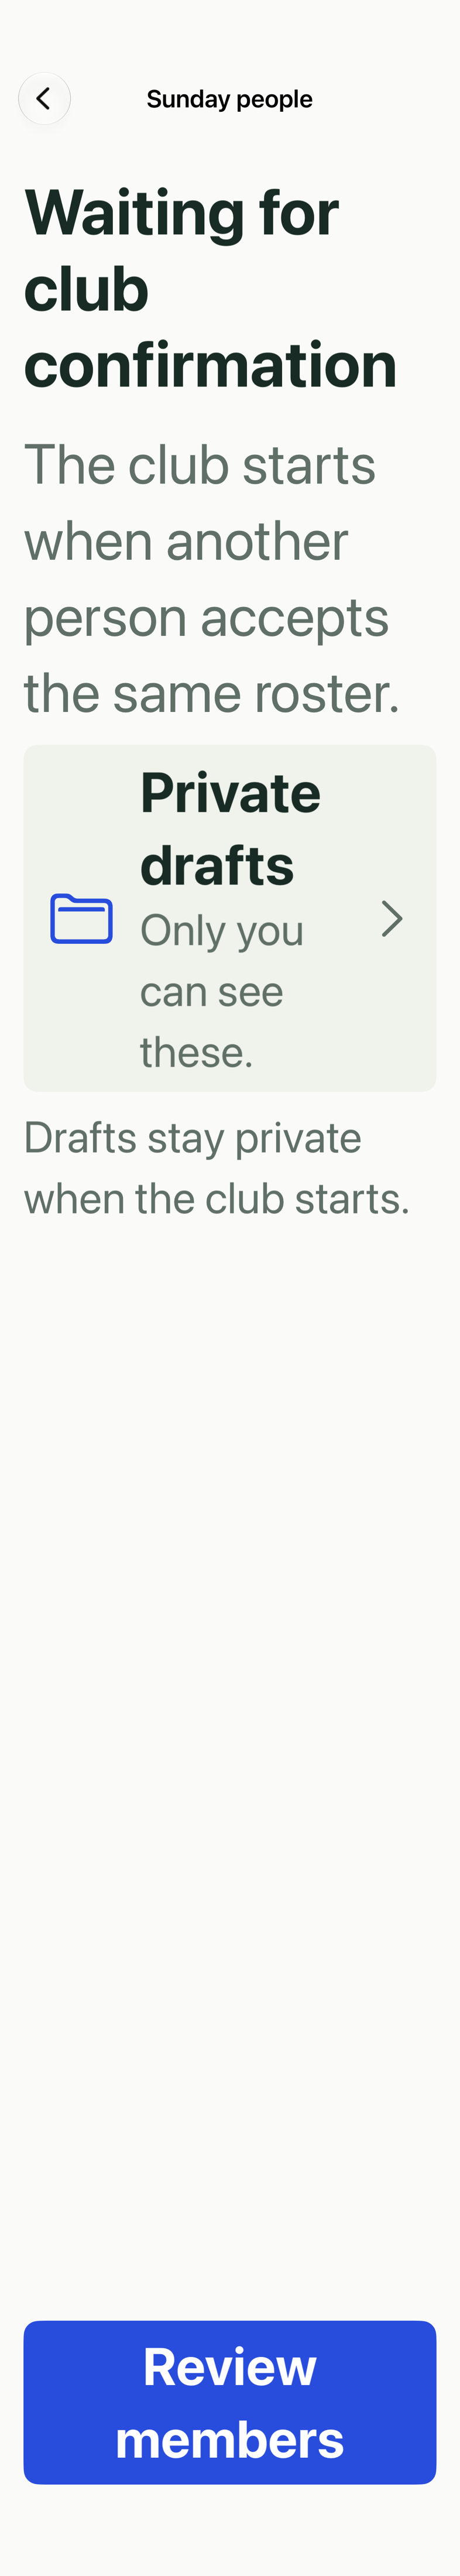 Sunday people
Waiting for
club
confirmation
The club starts
when another
person accepts
the same roster.
Private
drafts
Only you
can see
these.
Drafts stay private
when the club starts.
Review
members